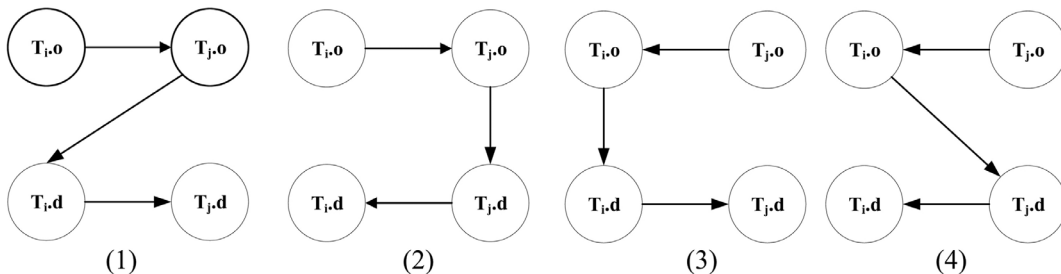 Tᵢ.o Tⱼ.o Tᵢ.o Tⱼ.o Tᵢ.o Tⱼ.o Tᵢ.o Tⱼ.o
Tᵢ.d Tⱼ.d Tᵢ.d Tⱼ.d Tᵢ.d Tⱼ.d Tᵢ.d Tⱼ.d
(1) (2) (3) (4)